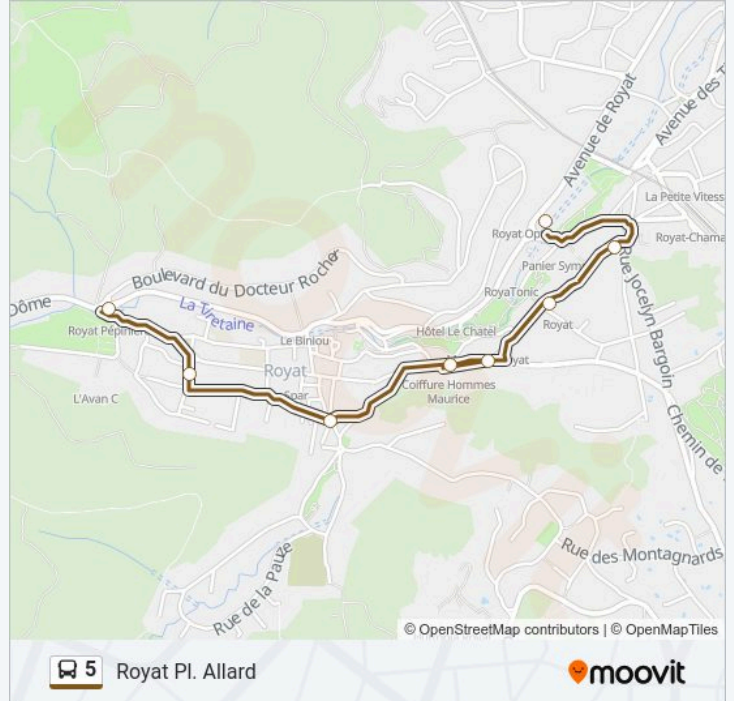 Avenue de Royat
Avenue des T
La Petite Vitess
Royat Op
Royat-Chama
Panier Sym
Boulevard du Docteur Rocher
RoyaTonic
Rue Jocelyn Bargoin
Dôme
La Tiretaine
Royat Pépinièr
Royat
Hôtel Le Chatel
Le Biniou
Royat
oyat
Coiffure Hommes
Maurice
L'Avan C
Spar
Chemin de
Rue des Montagnards
Rue de la Pauze
© OpenStreetMap contributors | © OpenMapTiles
5 Royat Pl. Allard
moovit